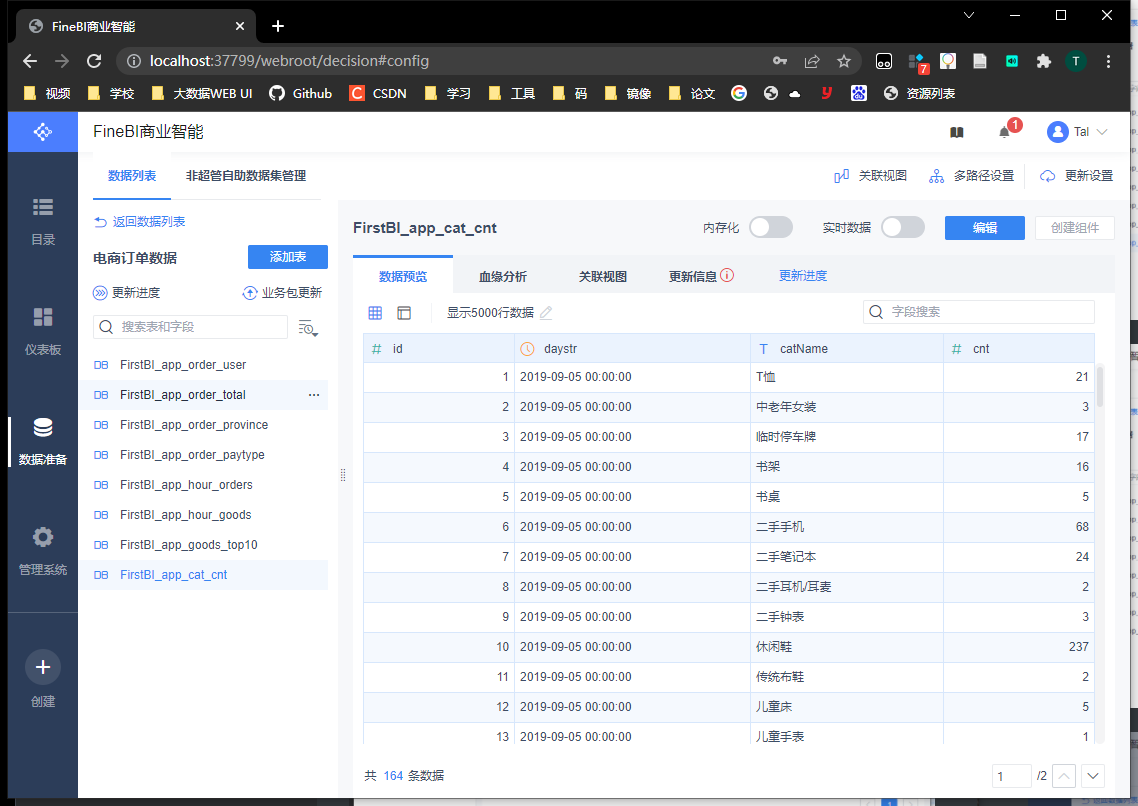 FineBI商业智能
localhost:37799/webroot/decision#config
7
T
视频 学校 大数据WEB UI Github C CSDN 学习 工具 码 镜像 论文 资源列表
FineBI商业智能 1 Tal
数据列表 非超管自助数据集管理 关联视图 多路径设置 更新设置
目录
仪表板
数据准备
管理系统
创建
返回数据列表
电商订单数据 添加表
更新进度 业务包更新
搜索表和字段
FirstBI_app_order_user
FirstBI_app_order_total
FirstBI_app_order_province
FirstBI_app_order_paytype
FirstBI_app_hour_orders
FirstBI_app_hour_goods
FirstBI_app_goods_top10
FirstBI_app_cat_cnt
FirstBI_app_cat_cnt 内存化 实时数据 编辑 创建组件
数据预览 血缘分析 关联视图 更新信息 更新进度
显示5000行数据 字段搜索
# id daystr T catName # cnt
1 2019-09-05 00:00:00 T恤 21
2 2019-09-05 00:00:00 中老年女装 3
3 2019-09-05 00:00:00 临时停车牌 17
4 2019-09-05 00:00:00 书架 16
5 2019-09-05 00:00:00 书桌 5
6 2019-09-05 00:00:00 二手手机 68
7 2019-09-05 00:00:00 二手笔记本 24
8 2019-09-05 00:00:00 二手耳机/耳麦 2
9 2019-09-05 00:00:00 二手钟表 3
10 2019-09-05 00:00:00 休闲鞋 237
11 2019-09-05 00:00:00 传统布鞋 2
12 2019-09-05 00:00:00 儿童床 5
13 2019-09-05 00:00:00 儿童手表 1
共 164 条数据 1 /2